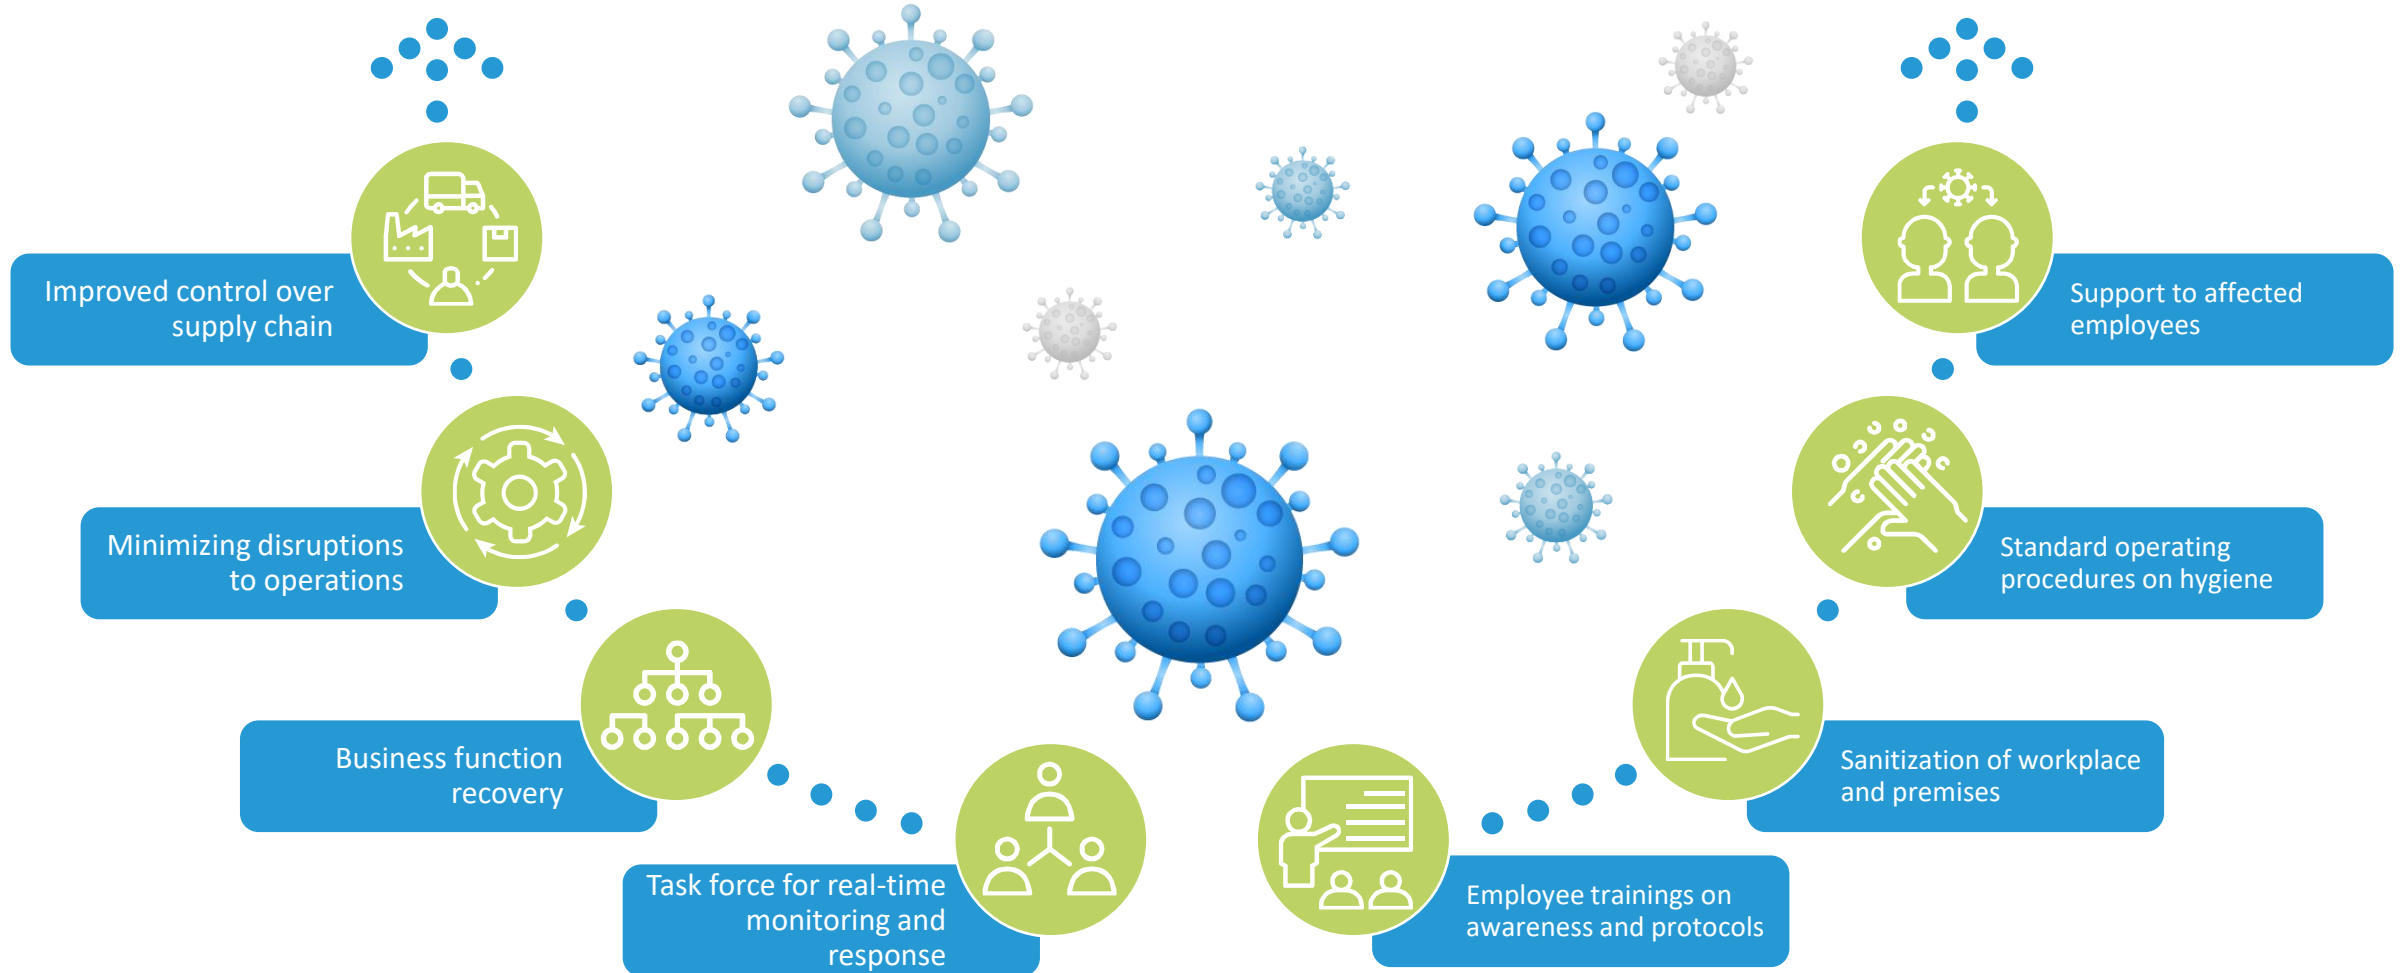 Improved control over
supply chain
Minimizing disruptions
to operations
Business function
recovery
Task force for real-time
monitoring and
response
Employee trainings on
awareness and protocols
Sanitization of workplace
and premises
Standard operating
procedures on hygiene
Support to affected
employees